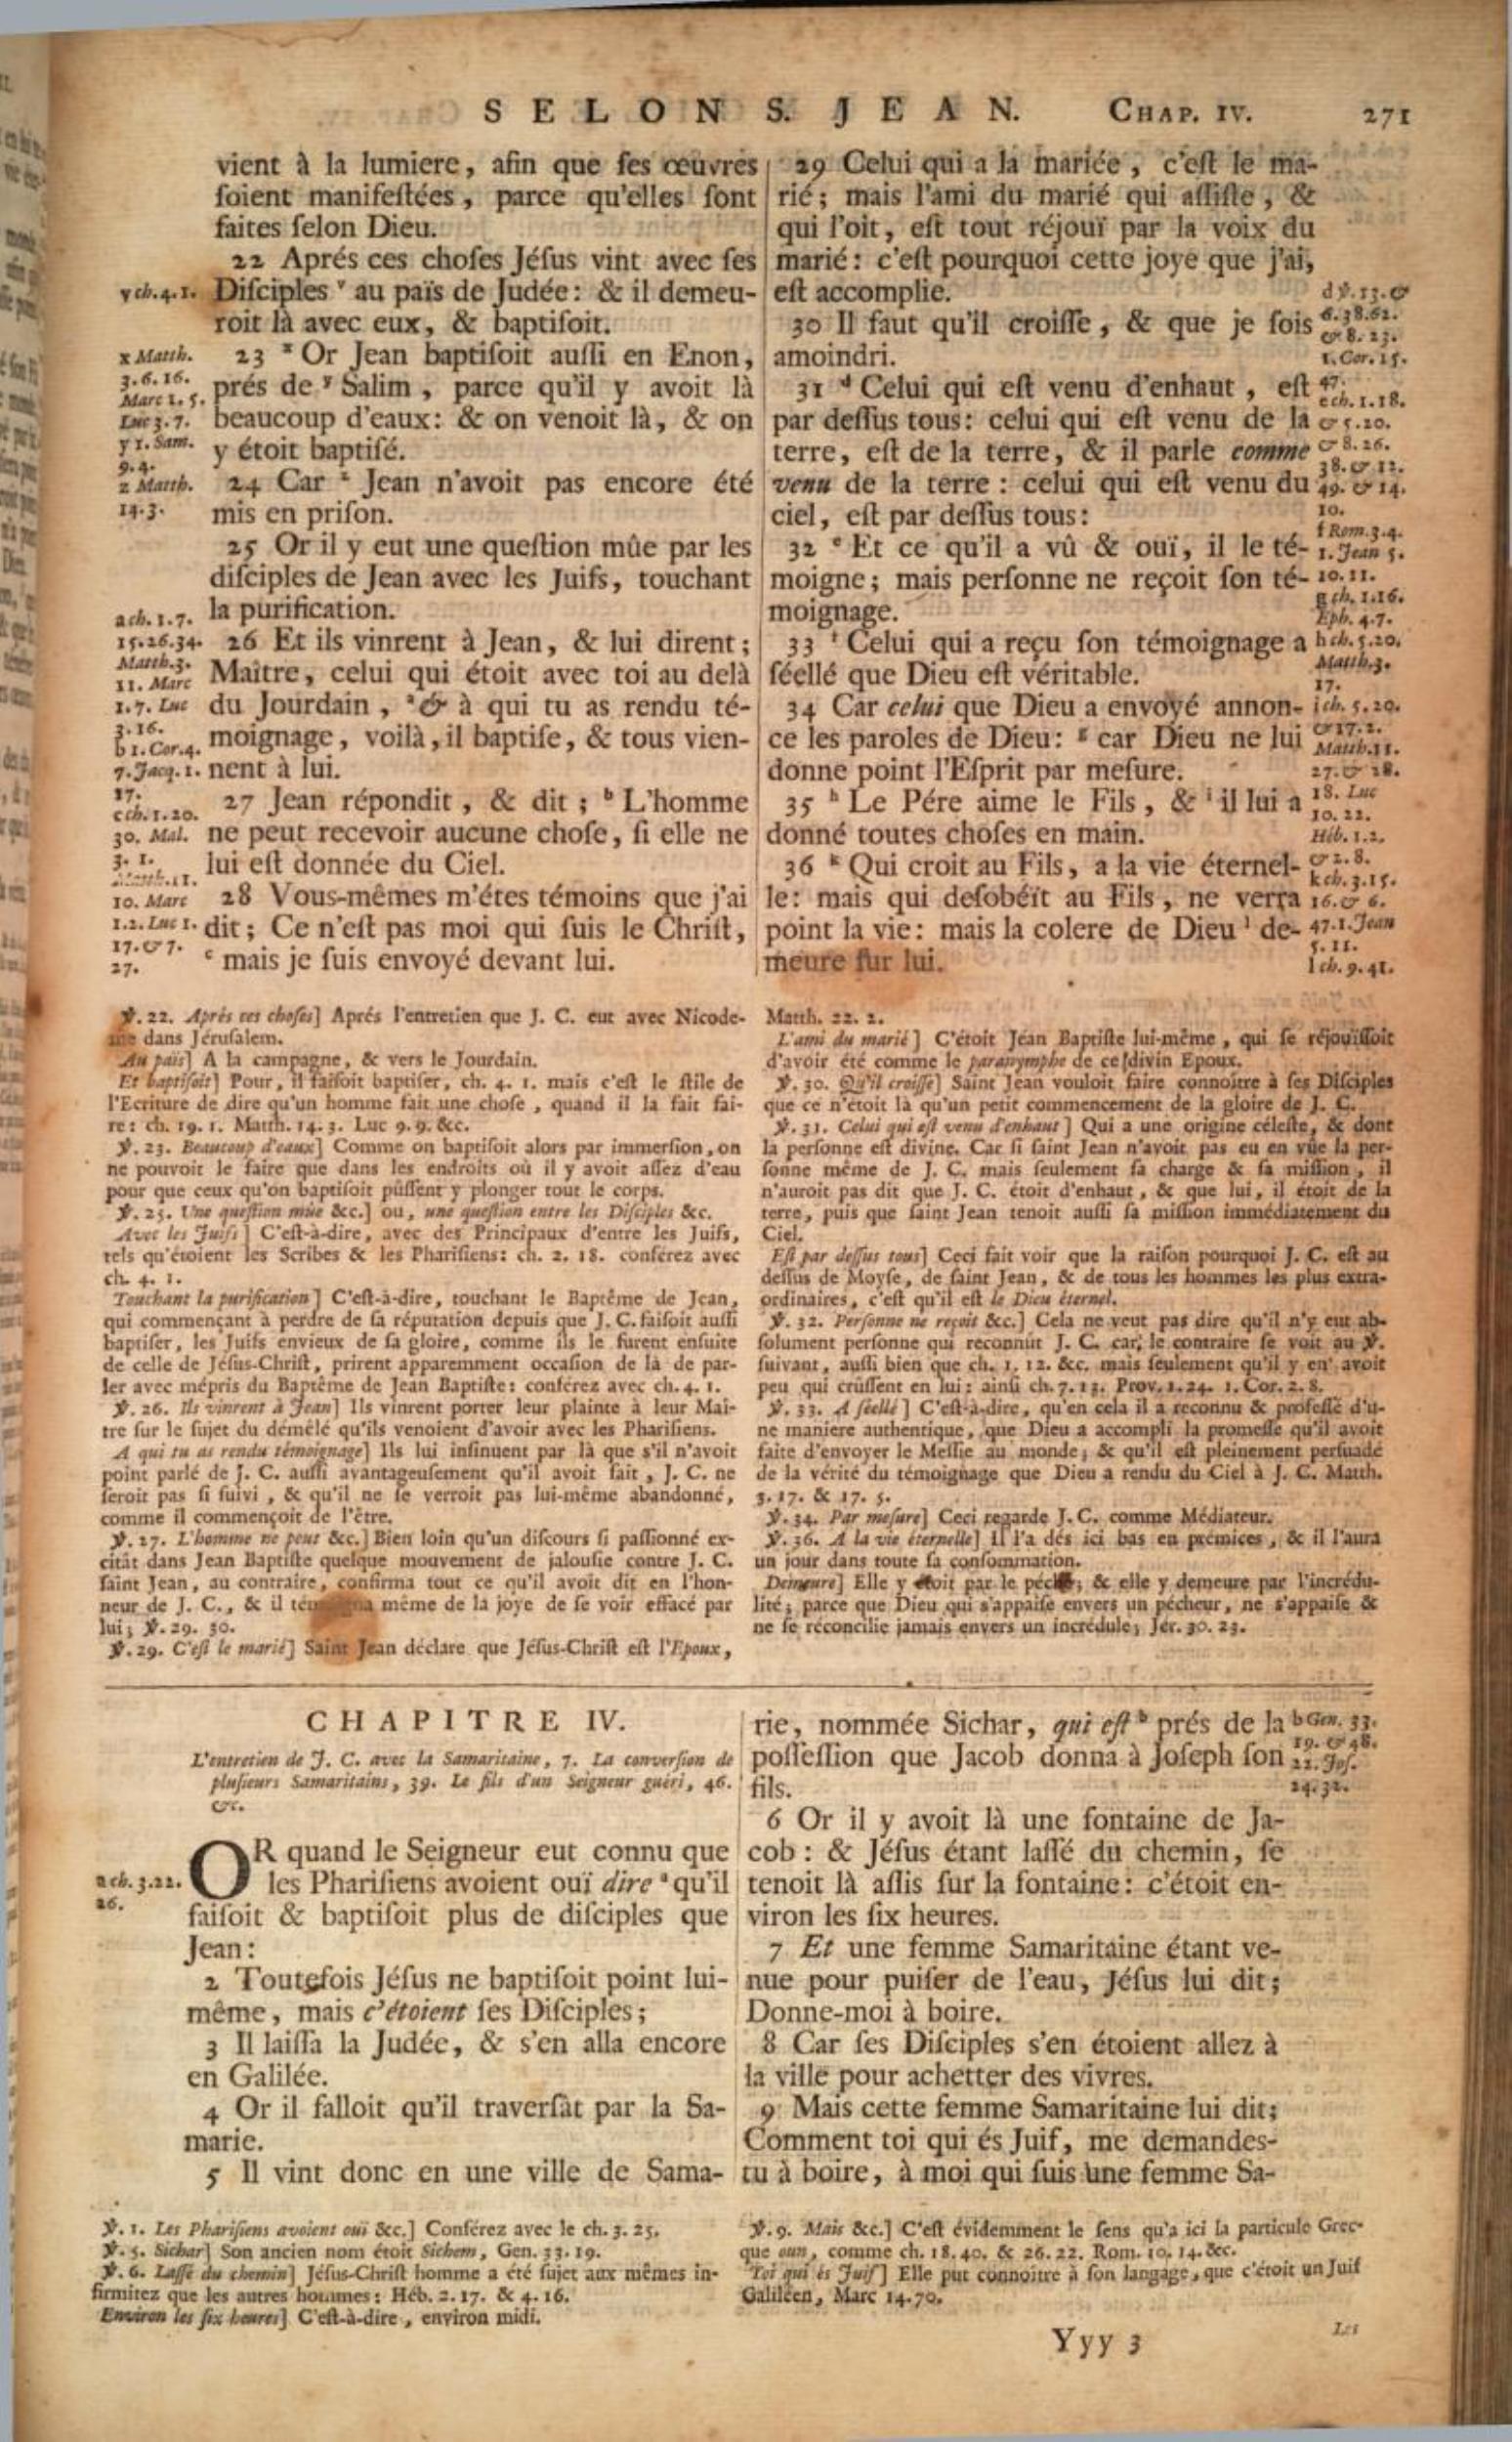 SELON S. JEAN. CHAP. IV. 271
vient à la lumiere, afin que ſes œuvres
ſoient manifeſtées, parce qu'elles ſont
faites ſelon Dieu.
22 Aprés ces choſes Jéſus vint avec ſes
Diſciples ᵛ au païs de Judée: & il demeu-
roit là avec eux, & baptiſoit.
23 ˣ Or Jean baptiſoit auſſi en Enon,
prés de ʸ Salim, parce qu'il y avoit là
beaucoup d'eaux: & on venoit là, & on
y étoit baptiſé.
24 Car ᶻ Jean n'avoit pas encore été
mis en priſon.
25 Or il y eut une queſtion mûe par les
diſciples de Jean avec les Juifs, touchant
la purification.
26 Et ils vinrent à Jean, & lui dirent;
Maître, celui qui étoit avec toi au delà
du Jourdain, ᵃ & à qui tu as rendu té-
moignage, voilà, il baptiſe, & tous vien-
nent à lui.
27 Jean répondit, & dit; ᵇ L'homme
ne peut recevoir aucune choſe, ſi elle ne
lui eſt donnée du Ciel.
28 Vous-mêmes m'étes témoins que j'ai
dit; Ce n'eſt pas moi qui ſuis le Chriſt,
ᶜ mais je ſuis envoyé devant lui.
v ch. 4. 1.
x Matth.
3. 6. 16.
Marc 1. 5.
Luc 3. 7.
y 1. Sam.
9. 4.
z Matth.
14. 3.
a ch. 1. 7.
15. 26. 34.
Matth. 3.
11. Marc
1. 7. Luc
3. 16.
b 1. Cor. 4.
7. Jacq. 1.
17.
c ch. 1. 20.
30. Mal.
3. 1.
Matth. 11.
10. Marc
1. 2. Luc 1.
17. & 7.
27.
29 Celui qui a la mariée, c'eſt le ma-
rié; mais l'ami du marié qui aſſiſte, &
qui l'oit, eſt tout réjouï par la voix du
marié: c'eſt pourquoi cette joye que j'ai,
eſt accomplie.
30 Il faut qu'il croiſſe, & que je ſois
amoindri.
31 ᵈ Celui qui eſt venu d'enhaut, eſt
par deſſus tous: celui qui eſt venu de la
terre, eſt de la terre, & il parle comme
venu de la terre: celui qui eſt venu du
ciel, eſt par deſſus tous:
32 ᵉ Et ce qu'il a vû & ouï, il le té-
moigne; mais perſonne ne reçoit ſon té-
moignage.
33 ᶠ Celui qui a reçu ſon témoignage a
ſéellé que Dieu eſt véritable.
34 Car celui que Dieu a envoyé annon-
ce les paroles de Dieu: ᵍ car Dieu ne lui
donne point l'Eſprit par meſure.
35 ʰ Le Pére aime le Fils, & ⁱ il lui a
donné toutes choſes en main.
36 ᵏ Qui croit au Fils, a la vie éternel-
le: mais qui deſobéït au Fils, ne verra
point la vie: mais la colere de Dieu ˡ de-
meure ſur lui.
d ℣. 13. &
6. 38. 62.
& 8. 23.
1. Cor. 15.
47.
e ch. 1. 18.
& 5. 20.
& 8. 26.
38. & 12.
49. & 14.
10.
f Rom. 3. 4.
1. Jean 5.
10. 11.
g ch. 1. 16.
Eph. 4. 7.
h ch. 5. 20.
Matth. 3.
17.
i ch. 5. 20.
& 17. 2.
Matth. 11.
27. & 28.
18. Luc
10. 22.
Héb. 1. 2.
& 2. 8.
k ch. 3. 15.
16. & 6.
47. 1. Jean
5. 11.
l ch. 9. 41.
℣. 22. Aprés ces choſes] Aprés l'entretien que J. C. eut avec Nicode-
me dans Jéruſalem.
Au païs] A la campagne, & vers le Jourdain.
Et baptiſoit] Pour, il faiſoit baptiſer, ch. 4. 1. mais c'eſt le ſtile de
l'Ecriture de dire qu'un homme fait une choſe, quand il la fait fai-
re: ch. 19. 1. Matth. 14. 3. Luc 9. 9. &c.
℣. 23. Beaucoup d'eaux] Comme on baptiſoit alors par immerſion, on
ne pouvoit le faire que dans les endroits où il y avoit aſſez d'eau
pour que ceux qu'on baptiſoit pûſſent y plonger tout le corps.
℣. 25. Une queſtion mûe &c.] ou, une queſtion entre les Diſciples &c.
Avec les Juifs] C'eſt-à-dire, avec des Principaux d'entre les Juifs,
tels qu'étoient les Scribes & les Phariſiens: ch. 2. 18. conférez avec
ch. 4. 1.
Touchant la purification] C'eſt-à-dire, touchant le Baptême de Jean,
qui commençant à perdre de ſa réputation depuis que J. C. faiſoit auſſi
baptiſer, les Juifs envieux de ſa gloire, comme ils le furent enſuite
de celle de Jéſus-Chriſt, prirent apparemment occaſion de là de par-
ler avec mépris du Baptême de Jean Baptiſte: conférez avec ch. 4. 1.
℣. 26. Ils vinrent à Jean] Ils vinrent porter leur plainte à leur Maî-
tre ſur le ſujet du démêlé qu'ils venoient d'avoir avec les Phariſiens.
A qui tu as rendu témoignage] Ils lui inſinuent par là que s'il n'avoit
point parlé de J. C. auſſi avantageuſement qu'il avoit fait, J. C. ne
ſeroit pas ſi ſuivi, & qu'il ne ſe verroit pas lui-même abandonné,
comme il commençoit de l'être.
℣. 27. L'homme ne peut &c.] Bien loin qu'un diſcours ſi paſſionné ex-
citât dans Jean Baptiſte quelque mouvement de jalouſie contre J. C.
ſaint Jean, au contraire, confirma tout ce qu'il avoit dit en l'hon-
neur de J. C., & il témoigna même de la joye de ſe voir effacé par
lui; ℣. 29. 30.
℣. 29. C'eſt le marié] Saint Jean déclare que Jéſus-Chriſt eſt l'Epoux,
Matth. 22. 2.
L'ami du marié] C'étoit Jean Baptiſte lui-même, qui ſe réjouïſſoit
d'avoir été comme le paranymphe de ce divin Epoux.
℣. 30. Qu'il croiſſe] Saint Jean vouloit faire connoître à ſes Diſciples
que ce n'étoit là qu'un petit commencement de la gloire de J. C.
℣. 31. Celui qui eſt venu d'enhaut] Qui a une origine céleſte, & dont
la perſonne eſt divine. Car ſi ſaint Jean n'avoit pas eu en vûe la per-
ſonne même de J. C. mais ſeulement ſa charge & ſa miſſion, il
n'auroit pas dit que J. C. étoit d'enhaut, & que lui, il étoit de la
terre, puis que ſaint Jean tenoit auſſi ſa miſſion immédiatement du
Ciel.
Eſt par deſſus tous] Ceci fait voir que la raiſon pourquoi J. C. eſt au
deſſus de Moyſe, de ſaint Jean, & de tous les hommes les plus extra-
ordinaires, c'eſt qu'il eſt le Dieu éternel.
℣. 32. Perſonne ne reçoit &c.] Cela ne veut pas dire qu'il n'y eut ab-
ſolument perſonne qui reconnût J. C. car le contraire ſe voit au ℣.
ſuivant, auſſi bien que ch. 1. 12. &c. mais ſeulement qu'il y en avoit
peu qui crûſſent en lui: ainſi ch. 7. 13. Prov. 1. 24. 1. Cor. 2. 8.
℣. 33. A ſéellé] C'eſt-à-dire, qu'en cela il a reconnu & profeſſé d'u-
ne maniere authentique, que Dieu a accompli la promeſſe qu'il avoit
faite d'envoyer le Meſſie au monde; & qu'il eſt pleinement perſuadé
de la vérité du témoignage que Dieu a rendu du Ciel à J. C. Matth.
3. 17. & 17. 5.
℣. 34. Par meſure] Ceci regarde J. C. comme Médiateur.
℣. 36. A la vie éternelle] Il l'a dés ici bas en prémices, & il l'aura
un jour dans toute ſa conſommation.
Demeure] Elle y étoit par le péché; & elle y demeure par l'incrédu-
lité; parce que Dieu qui s'appaiſe envers un pécheur, ne s'appaiſe &
ne ſe réconcilie jamais envers un incrédule; Jér. 30. 23.
CHAPITRE IV.
L'entretien de J. C. avec la Samaritaine, 7. La converſion de
pluſieurs Samaritains, 39. Le fils d'un Seigneur guéri, 46.
&c.
OR quand le Seigneur eut connu que
les Phariſiens avoient ouï dire ᵃ qu'il
faiſoit & baptiſoit plus de diſciples que
Jean:
2 Toutefois Jéſus ne baptiſoit point lui-
même, mais c'étoient ſes Diſciples;
3 Il laiſſa la Judée, & s'en alla encore
en Galilée.
4 Or il falloit qu'il traverſât par la Sa-
marie.
5 Il vint donc en une ville de Sama-
a ch. 3. 22.
26.
rie, nommée Sichar, qui eſt ᵇ prés de la
poſſeſſion que Jacob donna à Joſeph ſon
fils.
6 Or il y avoit là une fontaine de Ja-
cob: & Jéſus étant laſſé du chemin, ſe
tenoit là aſſis ſur la fontaine: c'étoit en-
viron les ſix heures.
7 Et une femme Samaritaine étant ve-
nue pour puiſer de l'eau, Jéſus lui dit;
Donne-moi à boire.
8 Car ſes Diſciples s'en étoient allez à
la ville pour achetter des vivres.
9 Mais cette femme Samaritaine lui dit;
Comment toi qui és Juif, me demandes-
tu à boire, à moi qui ſuis une femme Sa-
b Gen. 33.
19. & 48.
22. Joſ.
24. 32.
℣. 1. Les Phariſiens avoient ouï &c.] Conférez avec le ch. 3. 25.
℣. 5. Sichar] Son ancien nom étoit Sichem, Gen. 33. 19.
℣. 6. Laſſé du chemin] Jéſus-Chriſt homme a été ſujet aux mêmes in-
firmitez que les autres hommes: Héb. 2. 17. & 4. 16.
Environ les ſix heures] C'eſt-à-dire, environ midi.
℣. 9. Mais &c.] C'eſt évidemment le ſens qu'a ici la particule Grec-
que oun, comme ch. 18. 40. & 26. 22. Rom. 10. 14. &c.
Toi qui és Juif] Elle put connoitre à ſon langage, que c'étoit un Juif
Galiléen, Marc 14. 70.
Yyy 3
Les